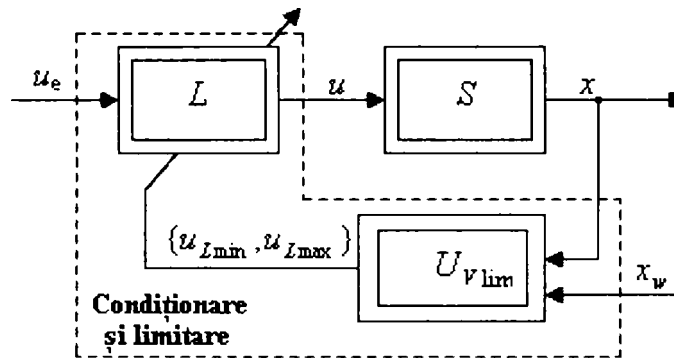 u_e L u S x
{u_Lmin , u_Lmax} U_Vlim x_w
Condiționare
și limitare